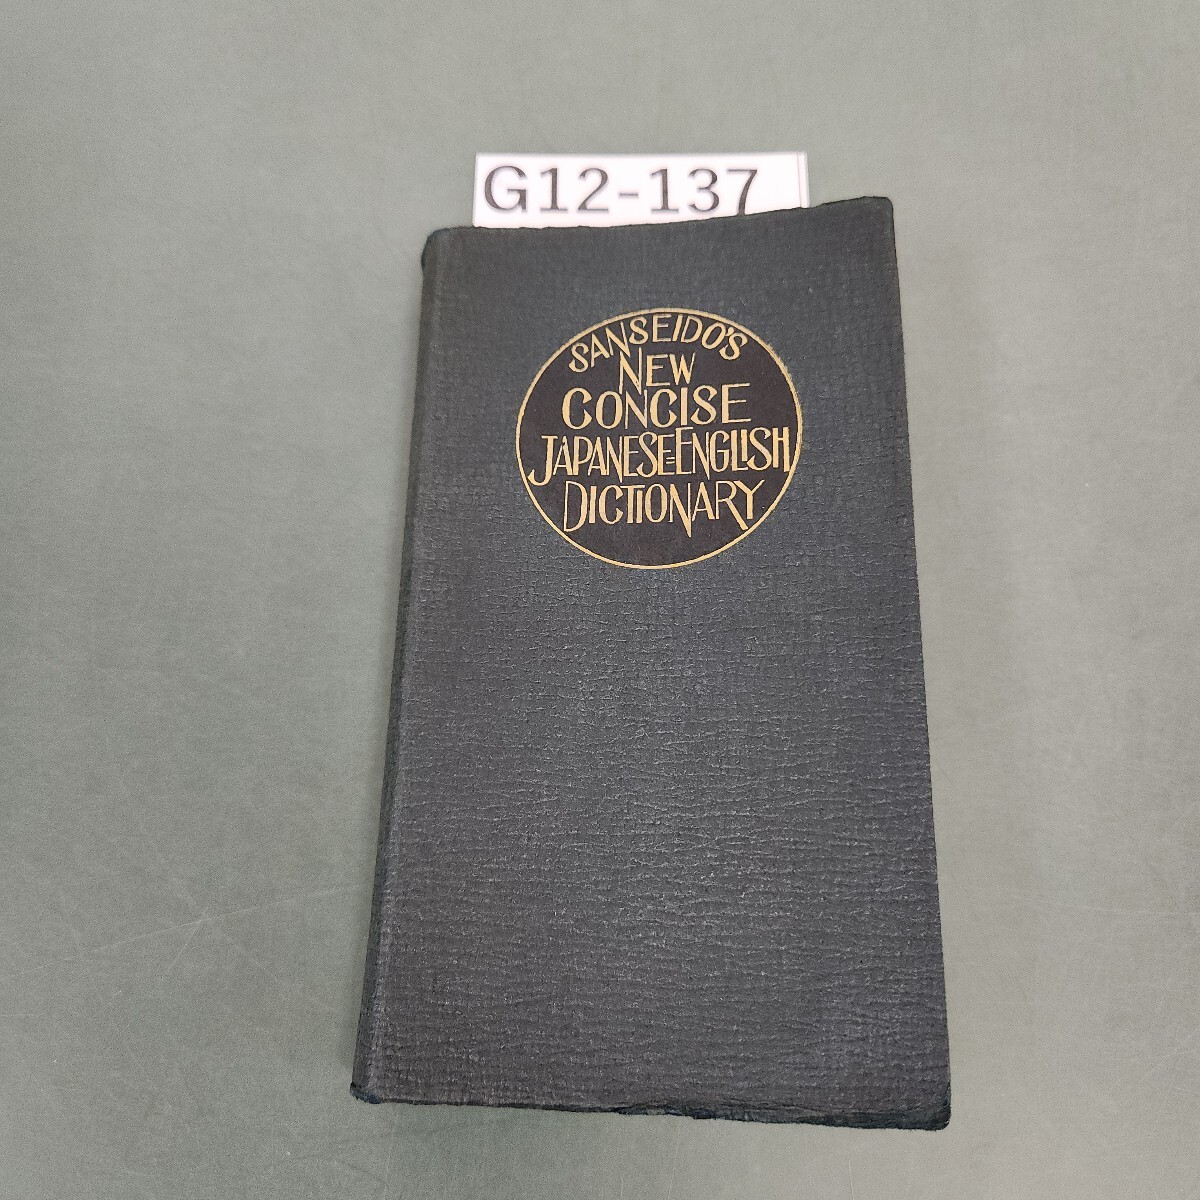 G12-137
SANSEIDO'S
NEW
CONCISE
JAPANESE=ENGLISH
DICTIONARY